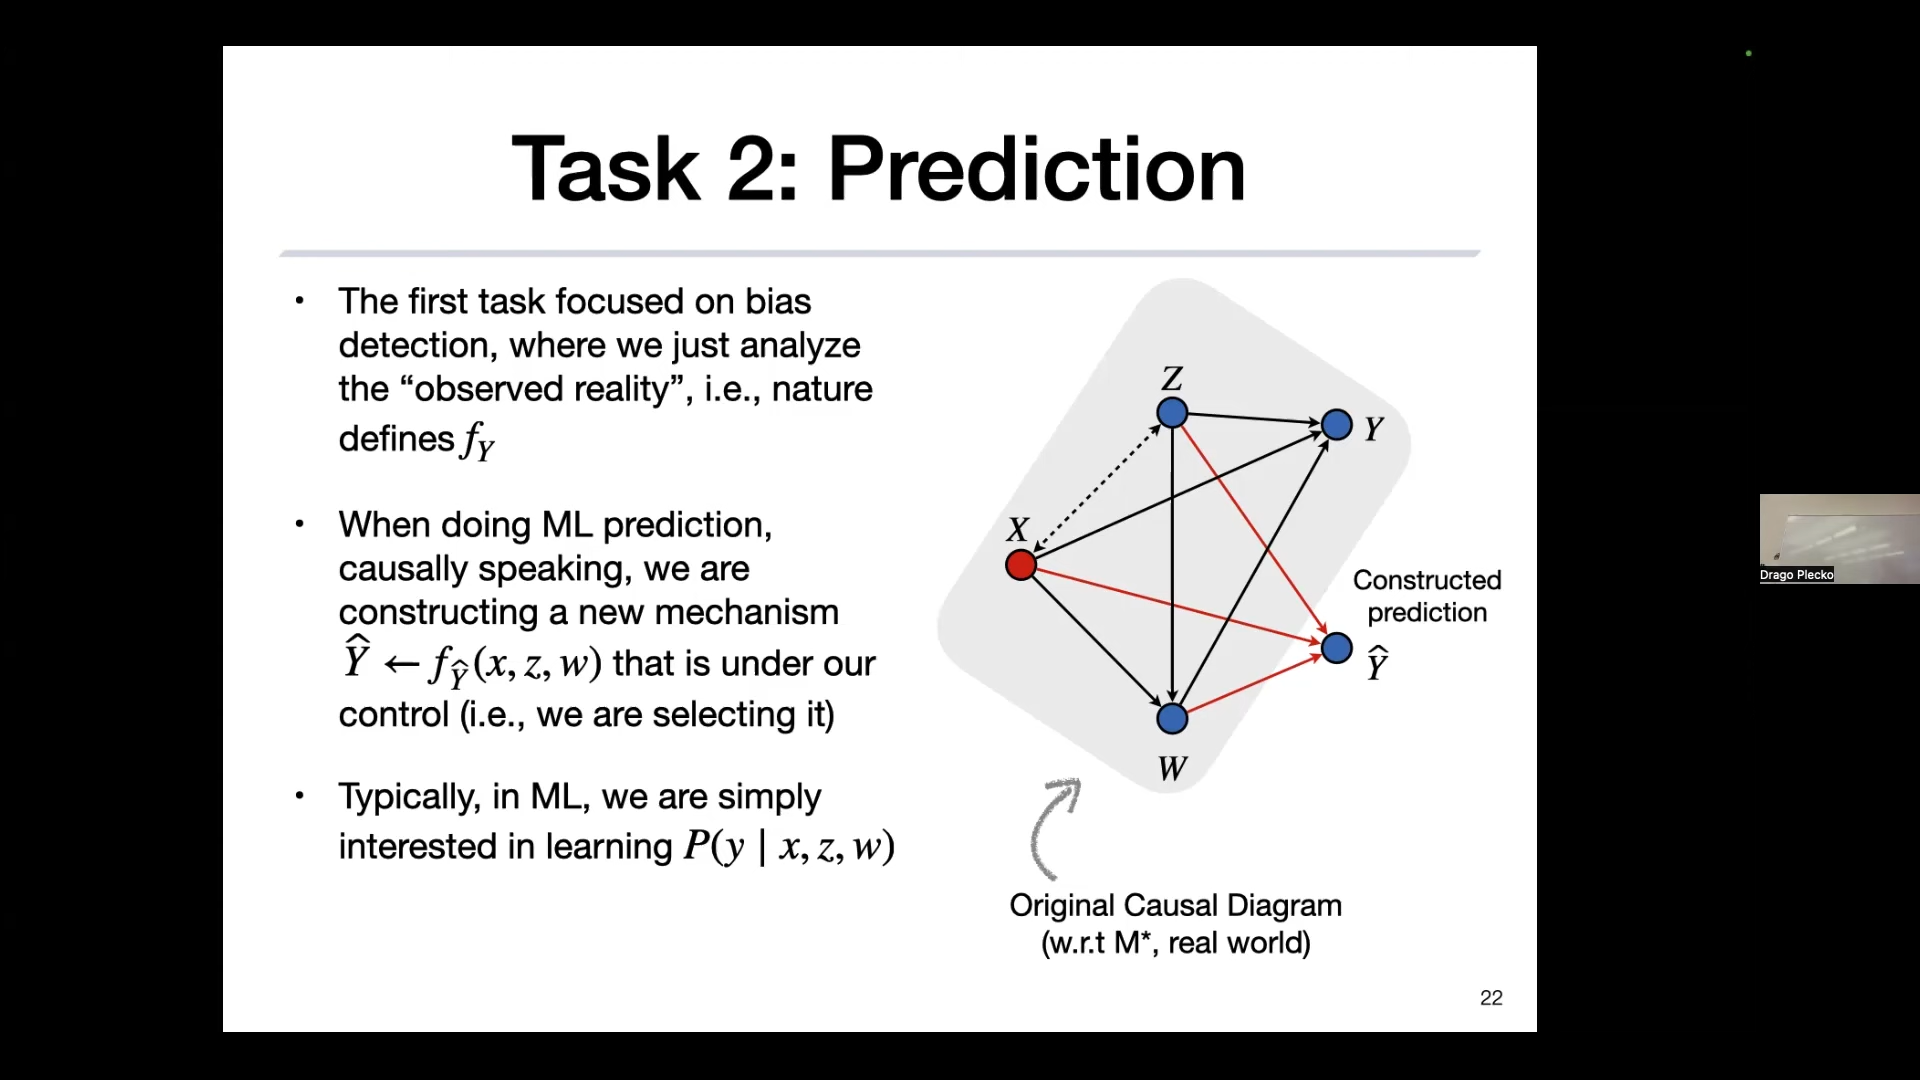 Task 2: Prediction
• The first task focused on bias
detection, where we just analyze
the “observed reality”, i.e., nature
defines f_Y
• When doing ML prediction,
causally speaking, we are
constructing a new mechanism
Ŷ ← f_Ŷ(x, z, w) that is under our
control (i.e., we are selecting it)
• Typically, in ML, we are simply
interested in learning P(y | x, z, w)
Z
Y
X
Constructed
prediction
Ŷ
W
Original Causal Diagram
(w.r.t M*, real world)
22
Drago Plecko